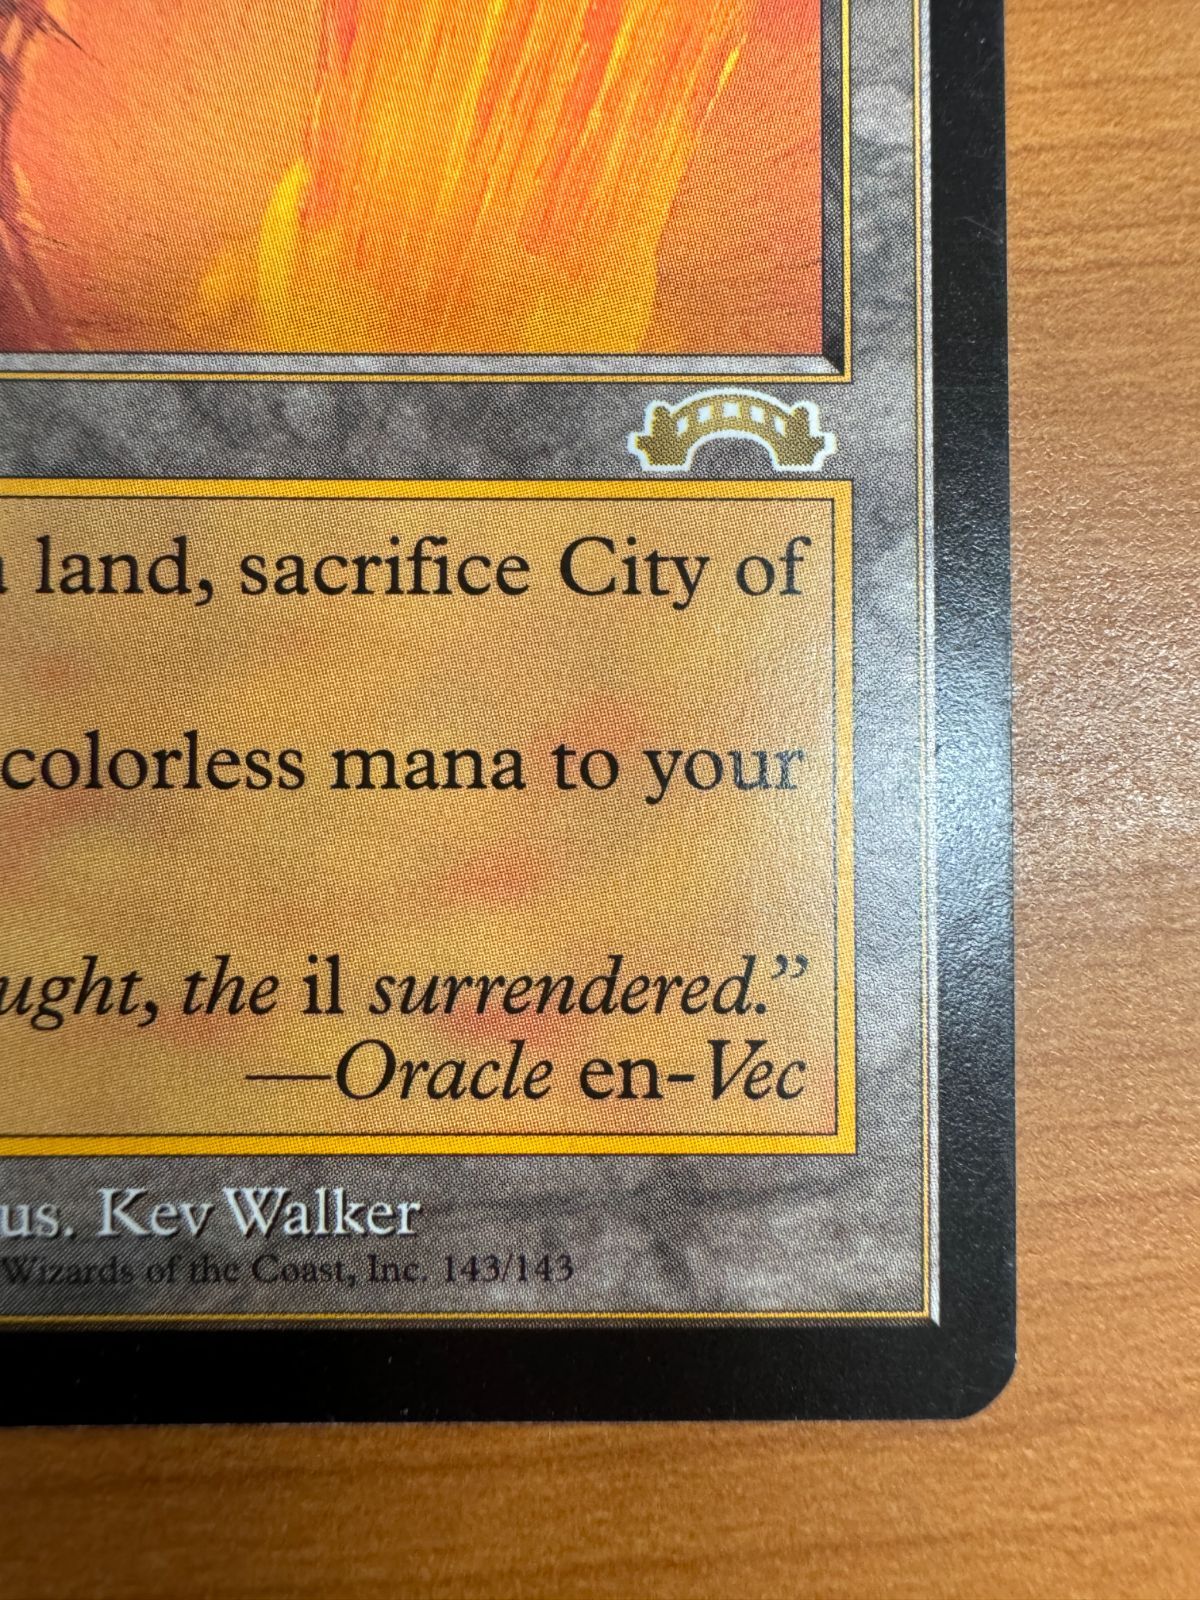 land, sacrifice City of
colorless mana to your
ught, the il surrendered.”
—Oracle en-Vec
us. Kev Walker
Wizards of the Coast, Inc. 143/143